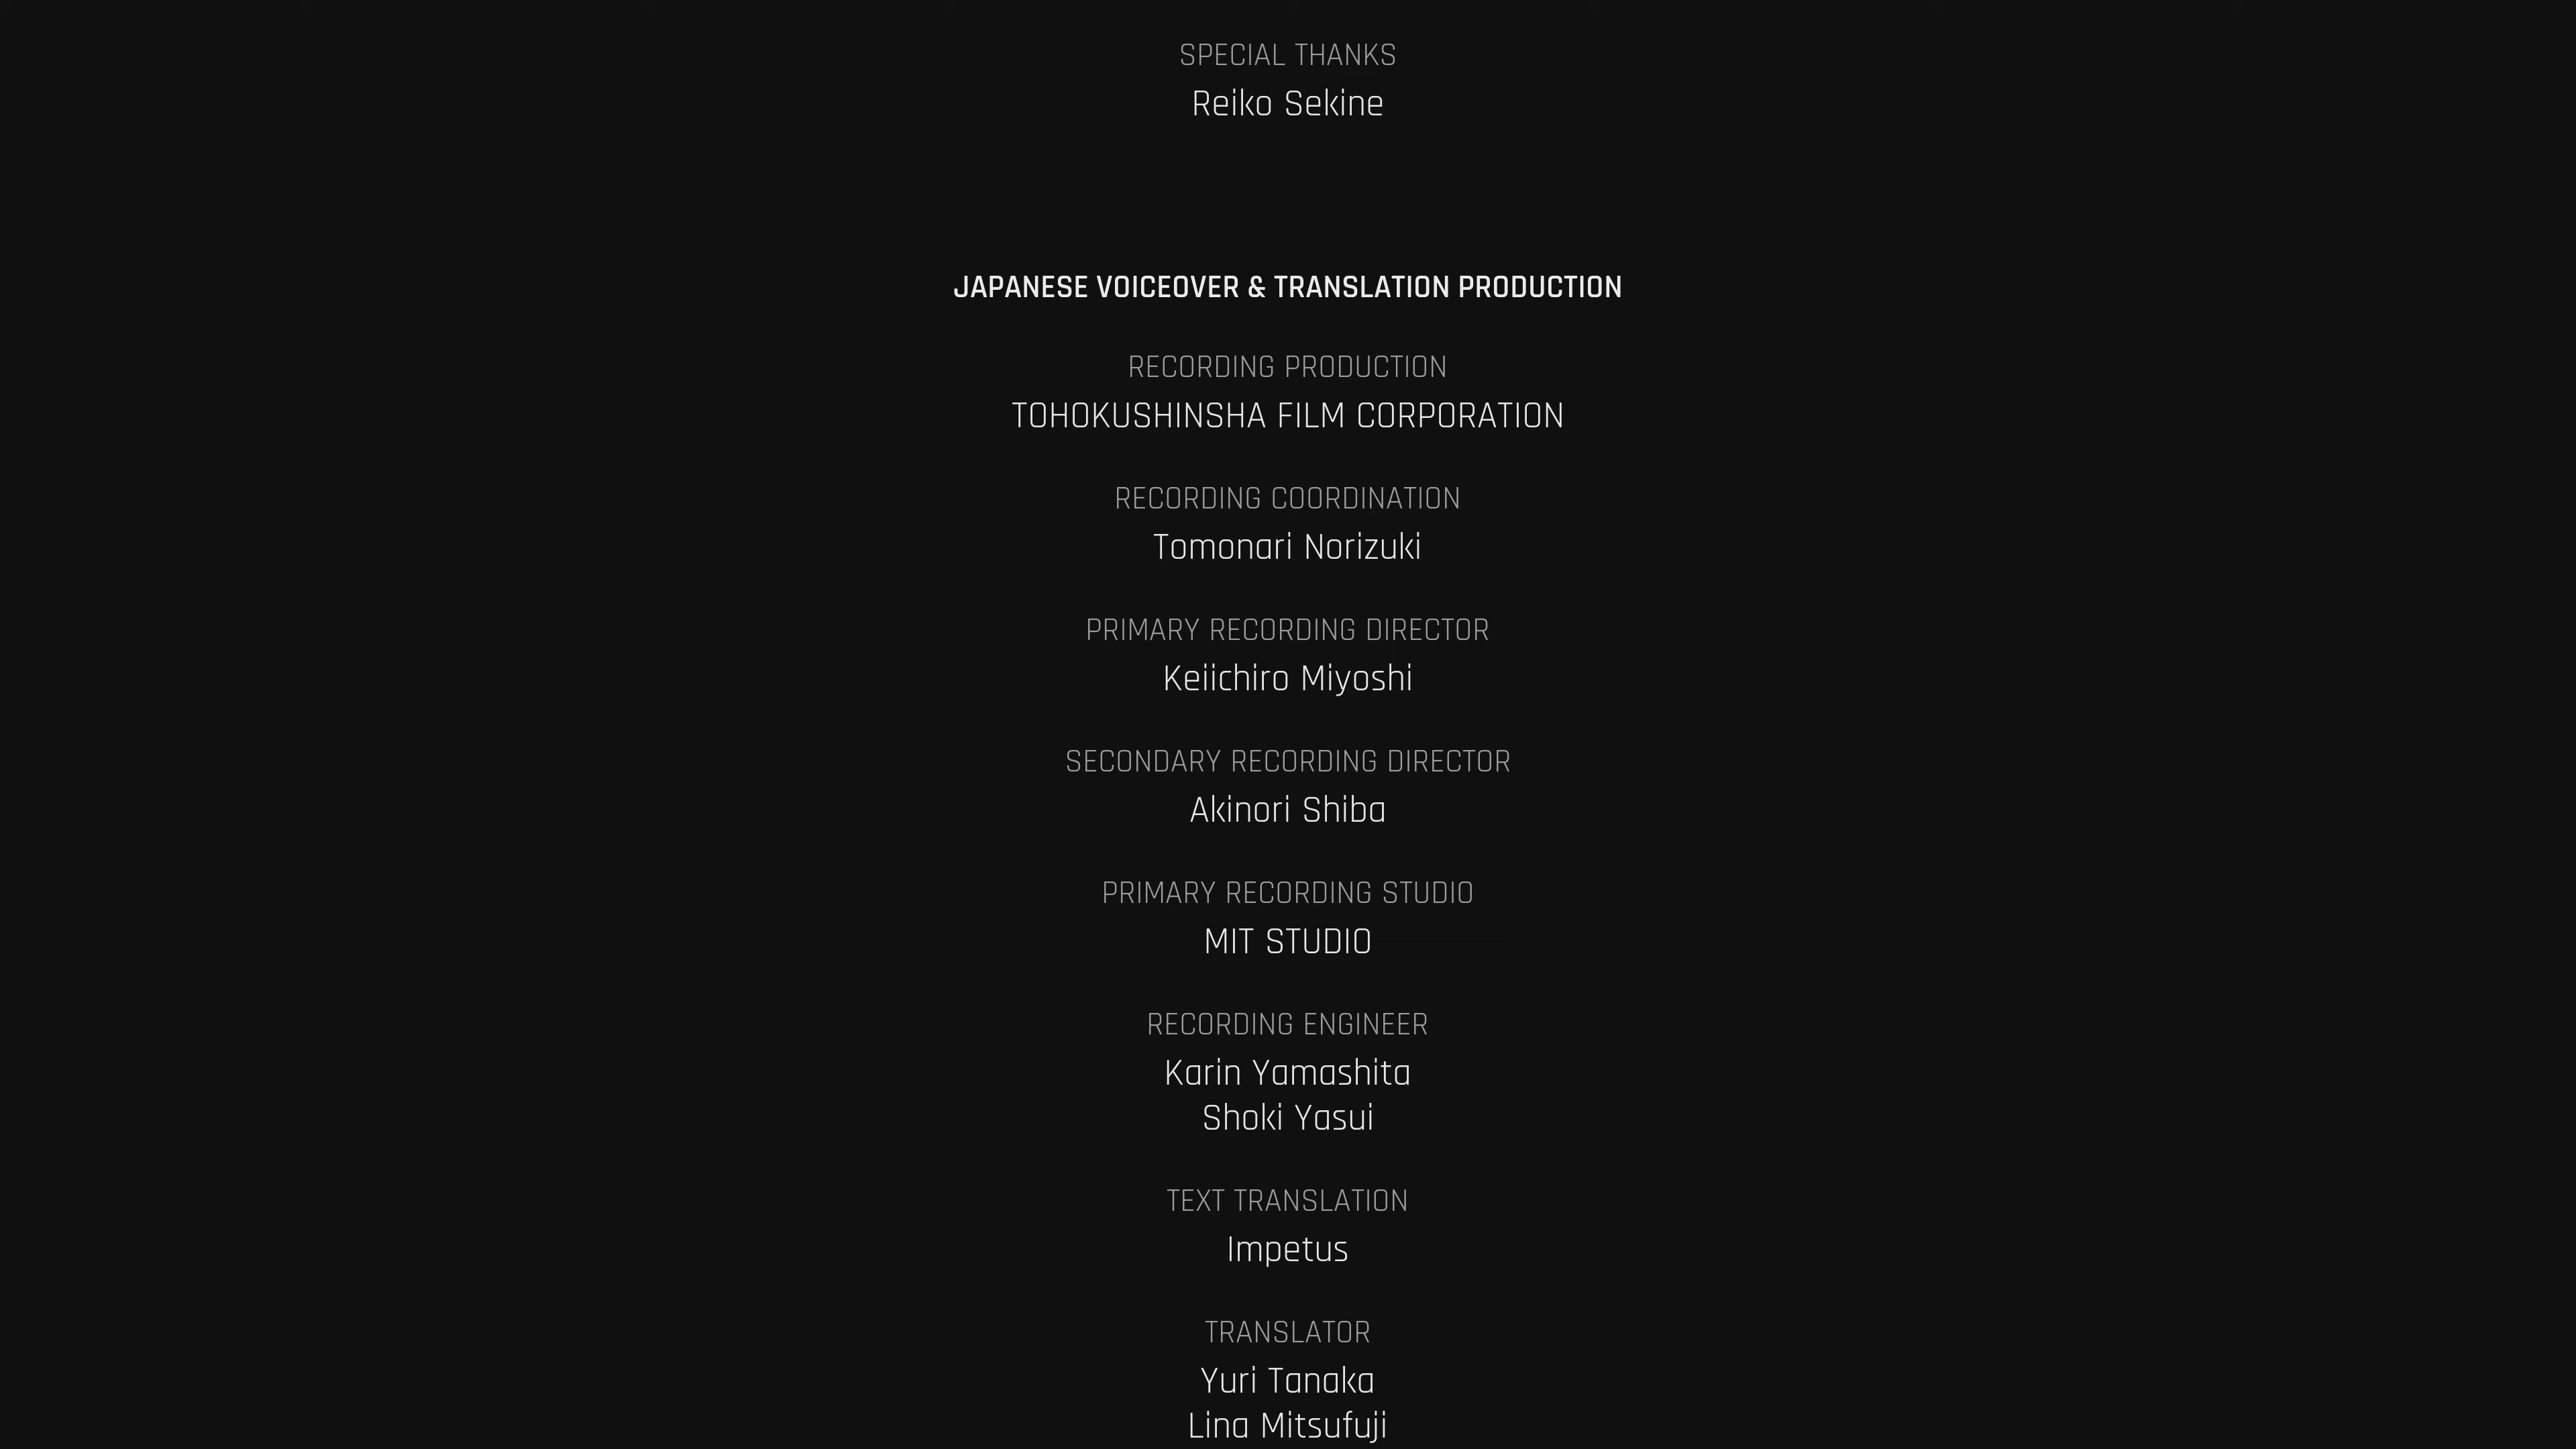 SPECIAL THANKS
Reiko Sekine
JAPANESE VOICEOVER & TRANSLATION PRODUCTION
RECORDING PRODUCTION
TOHOKUSHINSHA FILM CORPORATION
RECORDING COORDINATION
Tomonari Norizuki
PRIMARY RECORDING DIRECTOR
Keiichiro Miyoshi
SECONDARY RECORDING DIRECTOR
Akinori Shiba
PRIMARY RECORDING STUDIO
MIT STUDIO
RECORDING ENGINEER
Karin Yamashita
Shoki Yasui
TEXT TRANSLATION
Impetus
TRANSLATOR
Yuri Tanaka
Lina Mitsufuji